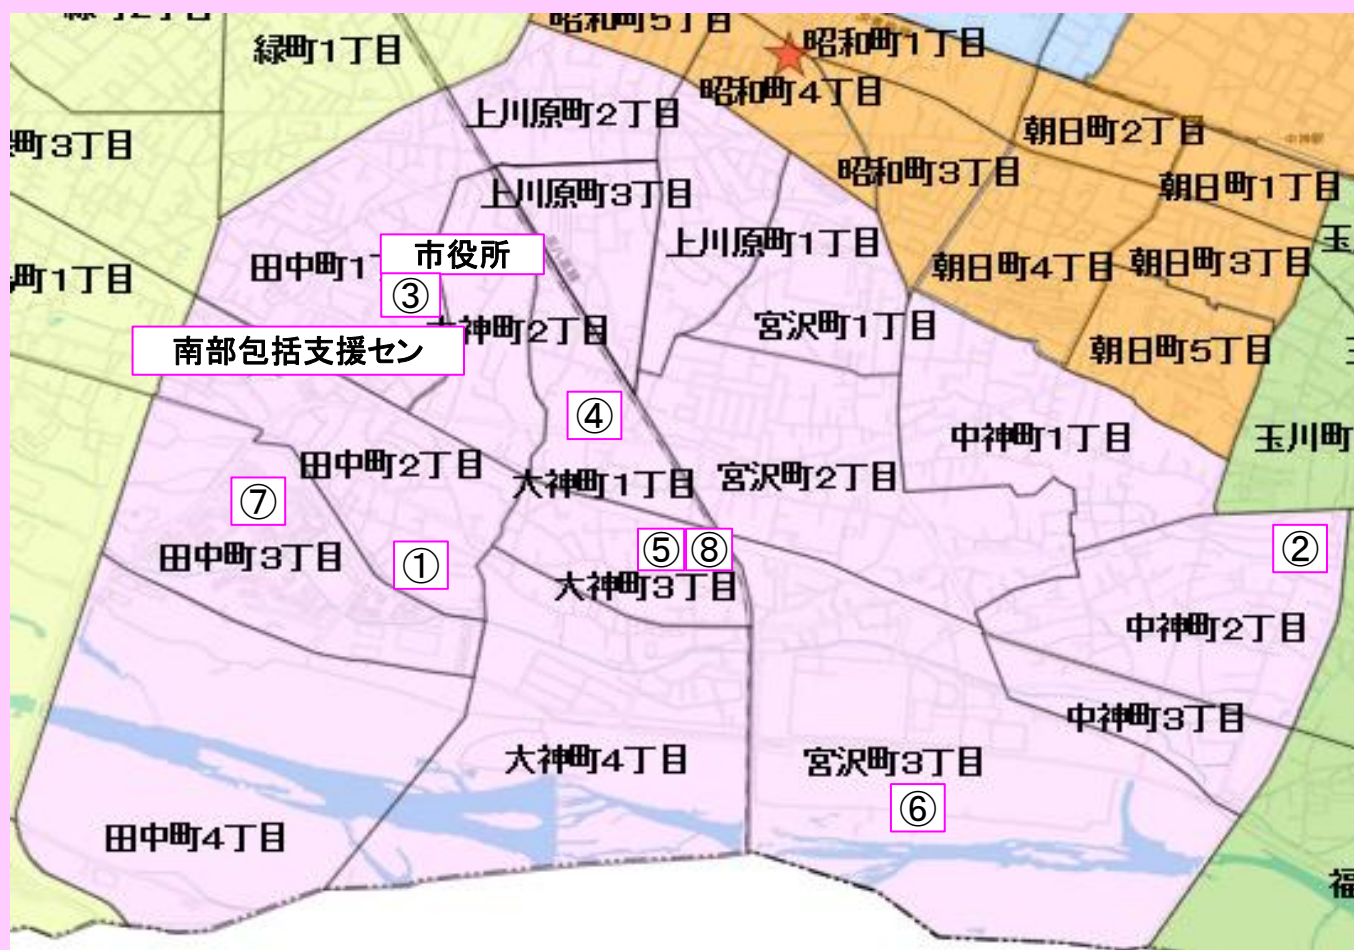 昭和町5丁目
緑町1丁目
昭和町1丁目
昭和町4丁目
上川原町2丁目
朝日町2丁目
町3丁目
昭和町3丁目
朝日町1丁目
上川原町3丁目
上川原町1丁目
玉
市役所
田中町1丁
朝日町4丁目
朝日町3丁目
町1丁目
③
大神町2丁目
宮沢町1丁目
南部包括支援セン
朝日町5丁目
④
中神町1丁目
玉川町
田中町2丁目
大神町1丁目
宮沢町2丁目
⑦
⑤
⑧
②
田中町3丁目
①
大神町3丁目
中神町2丁目
中神町3丁目
大神町4丁目
宮沢町3丁目
⑥
田中町4丁目
福